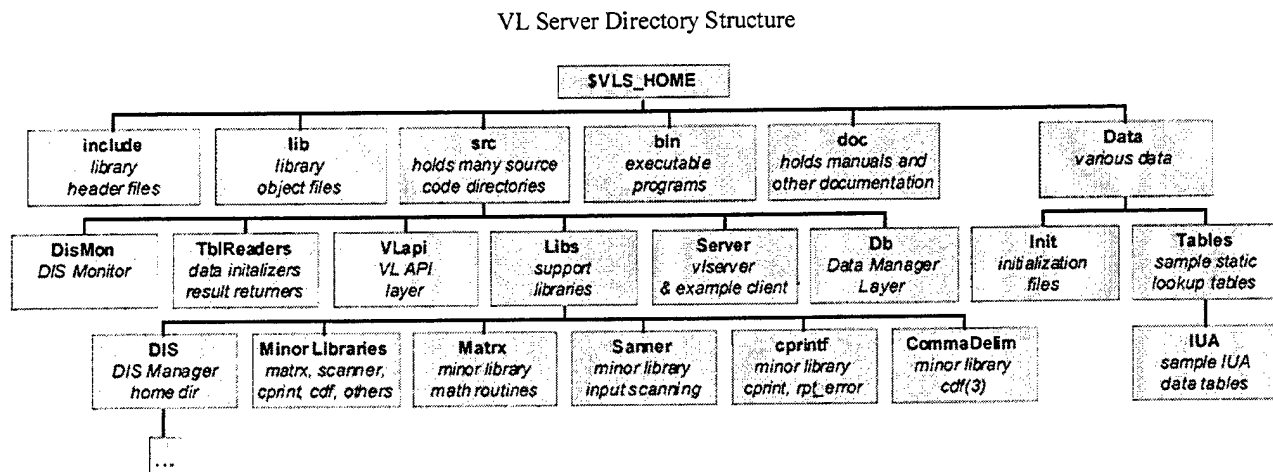 VL Server Directory Structure
$VLS_HOME
include
library
header files
lib
library
object files
src
holds many source
code directories
bin
executable
programs
doc
holds manuals and
other documentation
Data
various data
DisMon
DIS Monitor
TblReaders
data initalizers
result returners
VLapi
VL API
layer
Libs
support
libraries
Server
vlserver
& example client
Db
Data Manager
Layer
Init
initialization
files
Tables
sample static
lookup tables
DIS
DIS Manager
home dir
Minor Libraries
matrx, scanner,
cprint, cdf, others
Matrx
minor library
math routines
Sanner
minor library
input scanning
cprintf
minor library
cprint, rpt_error
CommaDelim
minor library
cdf(3)
IUA
sample IUA
data tables
...